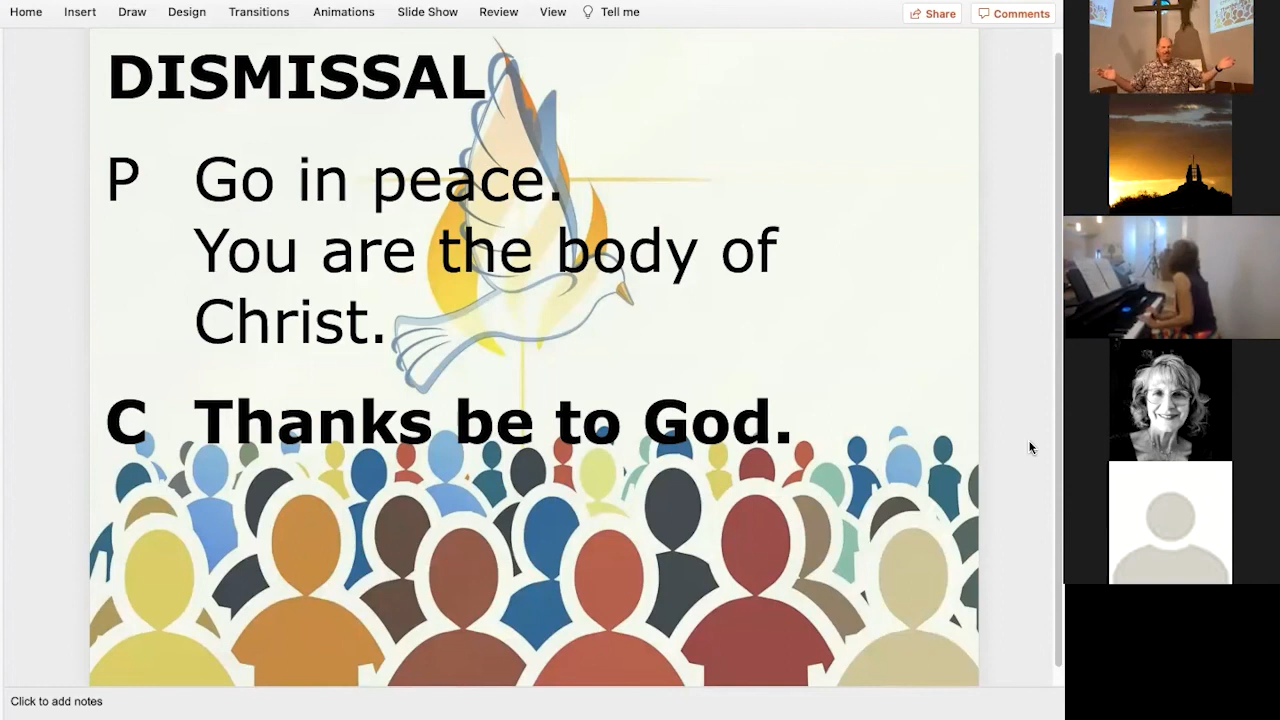 Home Insert Draw Design Transitions Animations Slide Show Review View Tell me Share Comments
DISMISSAL
P Go in peace.
You are the body of
Christ.
C Thanks be to God.
Click to add notes